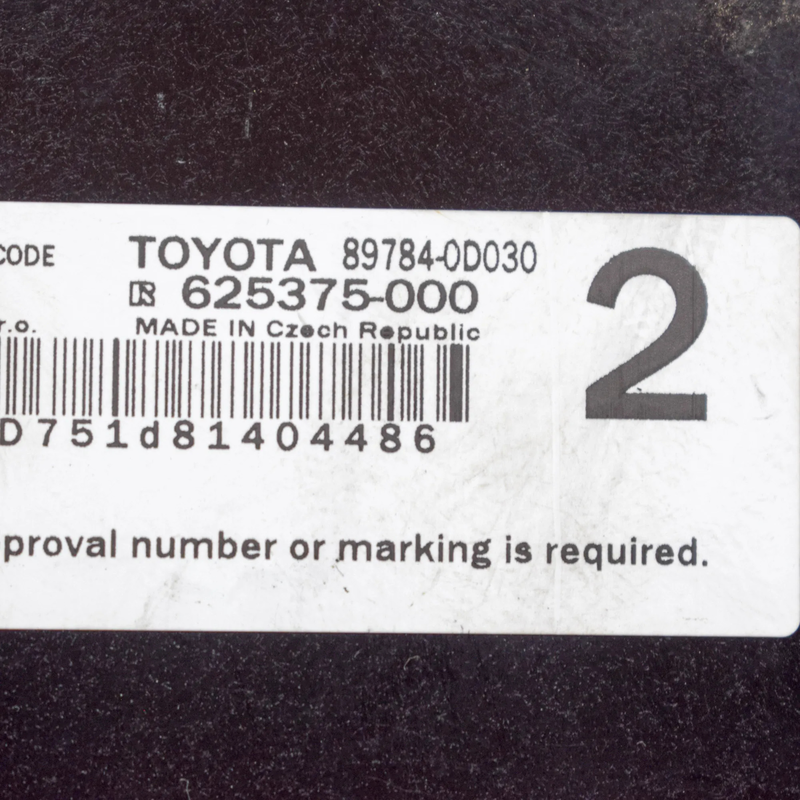 CODE TOYOTA 89784-0D030 2
625375-000
r.o. MADE IN Czech Republic
D751d81404486
proval number or marking is required.